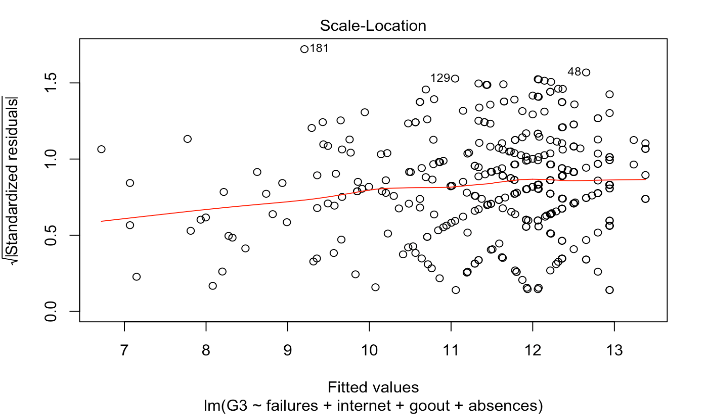 Scale-Location
√|Standardized residuals|
1.5
1.0
0.5
0.0
181
129
48
7 8 9 10 11 12 13
Fitted values
lm(G3 ~ failures + internet + goout + absences)